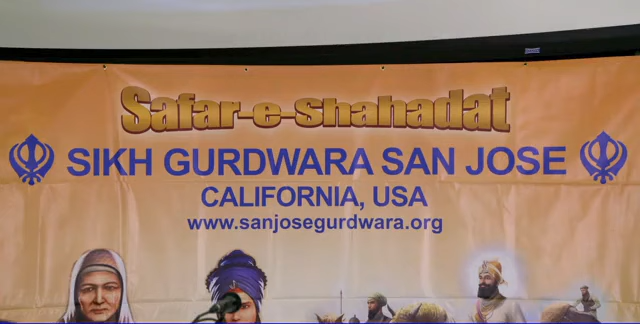 Safar-e-Shahadat
SIKH GURDWARA SAN JOSE
CALIFORNIA, USA
www.sanjosegurdwara.org